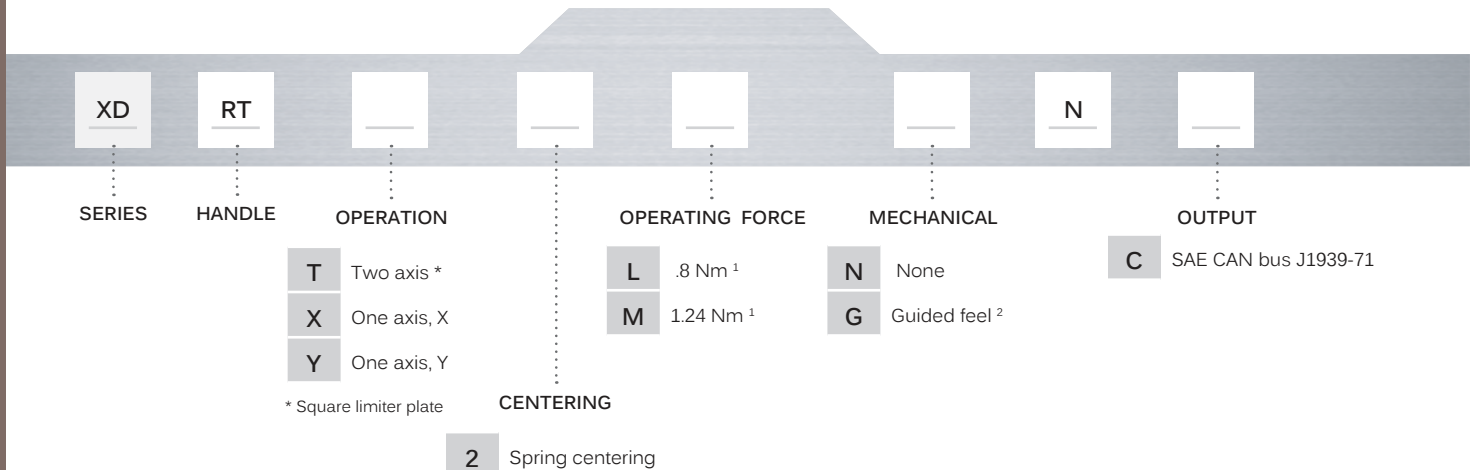 XD RT N
SERIES HANDLE OPERATION OPERATING FORCE MECHANICAL OUTPUT
T Two axis *
X One axis, X
Y One axis, Y
* Square limiter plate
CENTERING
2 Spring centering
L .8 Nm ¹
M 1.24 Nm ¹
N None
G Guided feel ²
C SAE CAN bus J1939-71